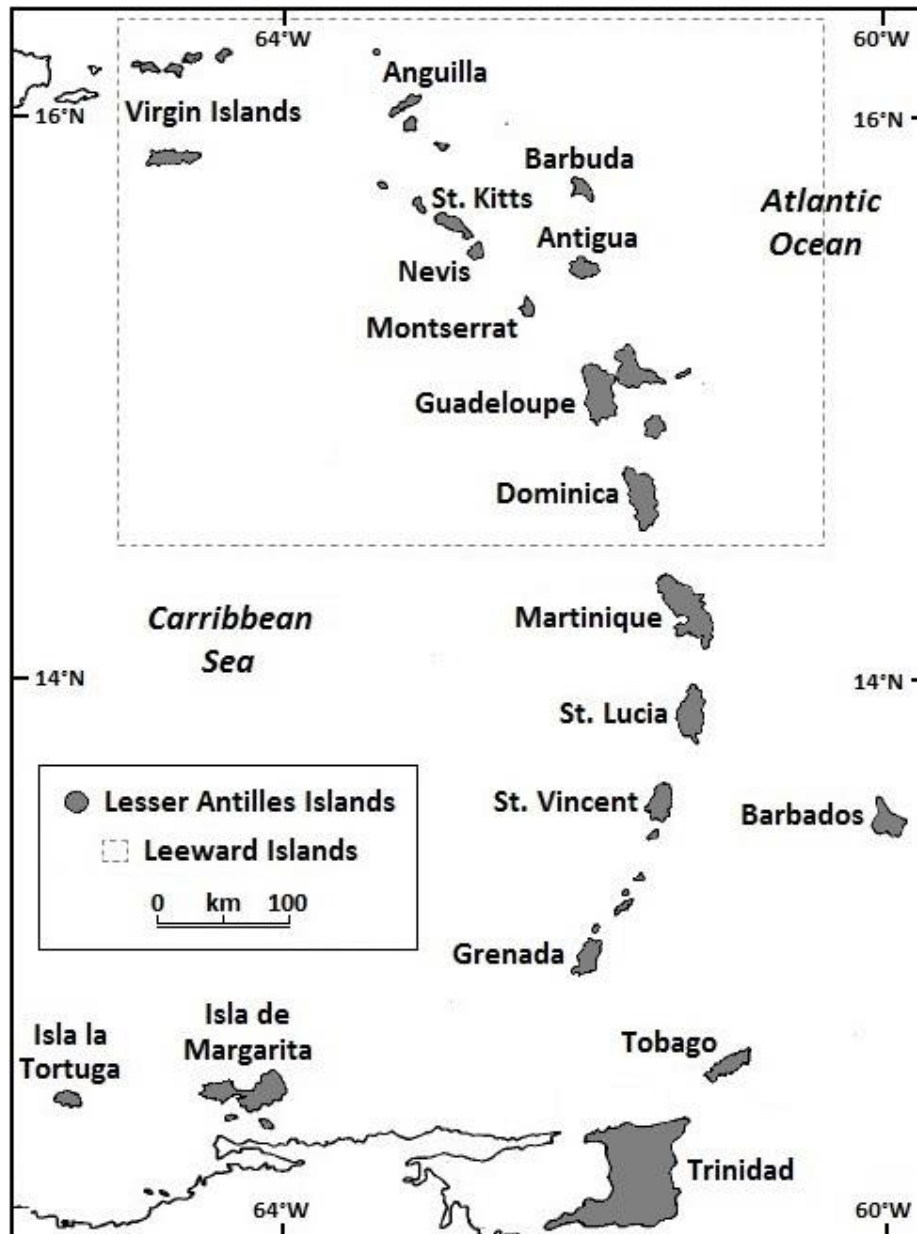 64°W
60°W
Anguilla
16°N
Virgin Islands
16°N
Barbuda
St. Kitts
Atlantic
Ocean
Antigua
Nevis
Montserrat
Guadeloupe
Dominica
Carribbean
Sea
Martinique
14°N
14°N
St. Lucia
Lesser Antilles Islands
Leeward Islands
0 km 100
St. Vincent
Barbados
Grenada
Isla la
Tortuga
Isla de
Margarita
Tobago
Trinidad
64°W
60°W